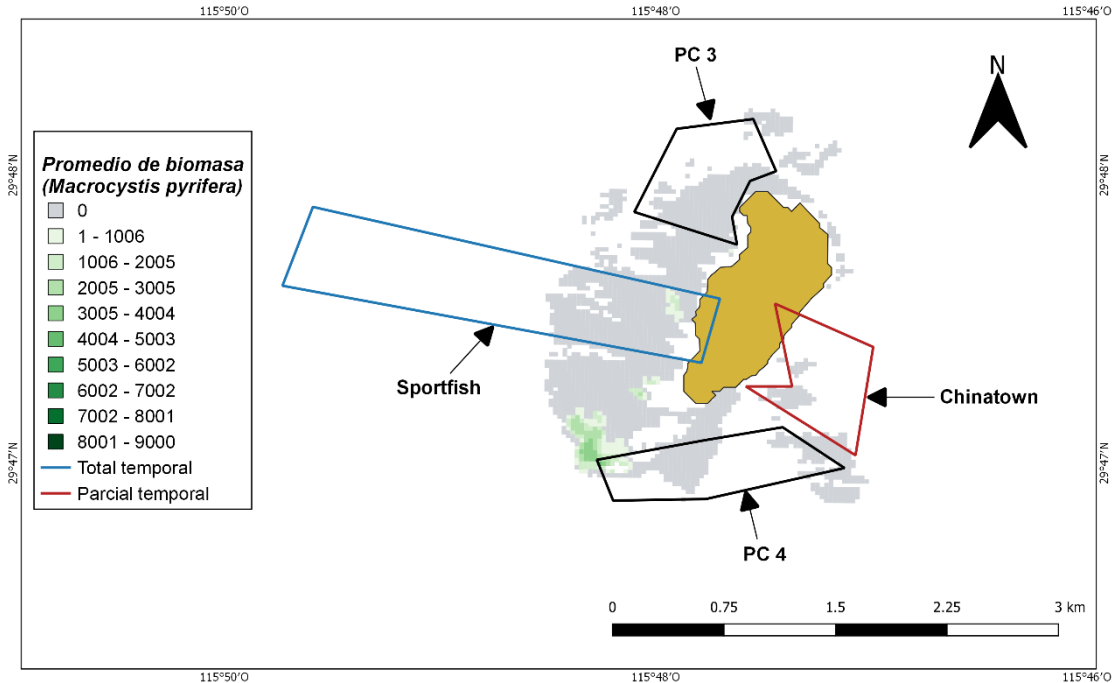 115°50′O
115°48′O
115°46′O
PC 3
N
29°48′N
29°48′N
Promedio de biomasa
(Macrocystis pyrifera)
0
1 - 1006
1006 - 2005
2005 - 3005
3005 - 4004
4004 - 5003
5003 - 6002
6002 - 7002
7002 - 8001
8001 - 9000
Total temporal
Parcial temporal
Sportfish
Chinatown
29°47′N
29°47′N
PC 4
0
0.75
1.5
2.25
3 km
115°50′O
115°48′O
115°46′O